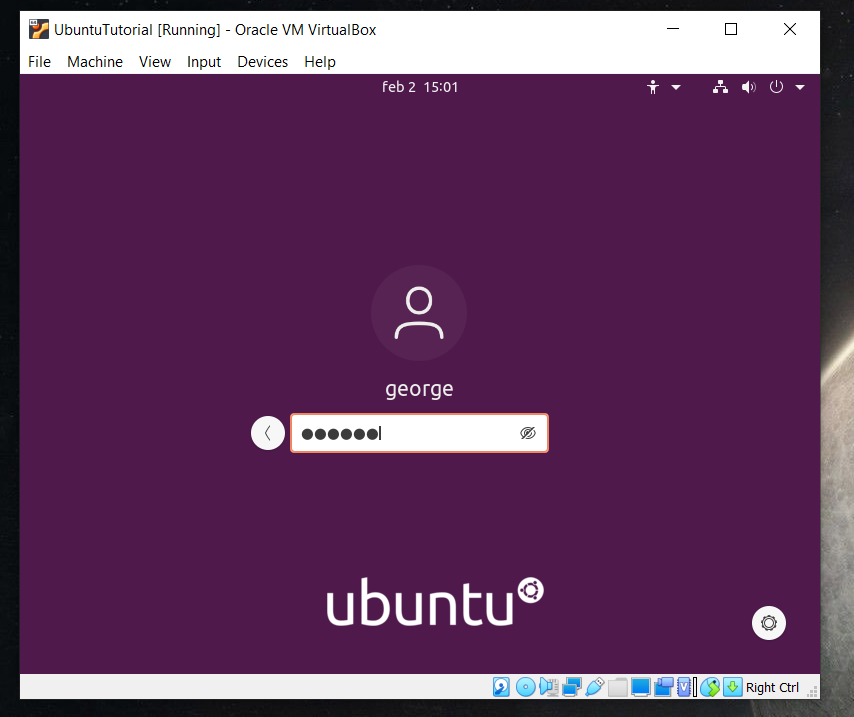 UbuntuTutorial [Running] - Oracle VM VirtualBox
File Machine View Input Devices Help
feb 2 15:01
george
ubuntu
Right Ctrl